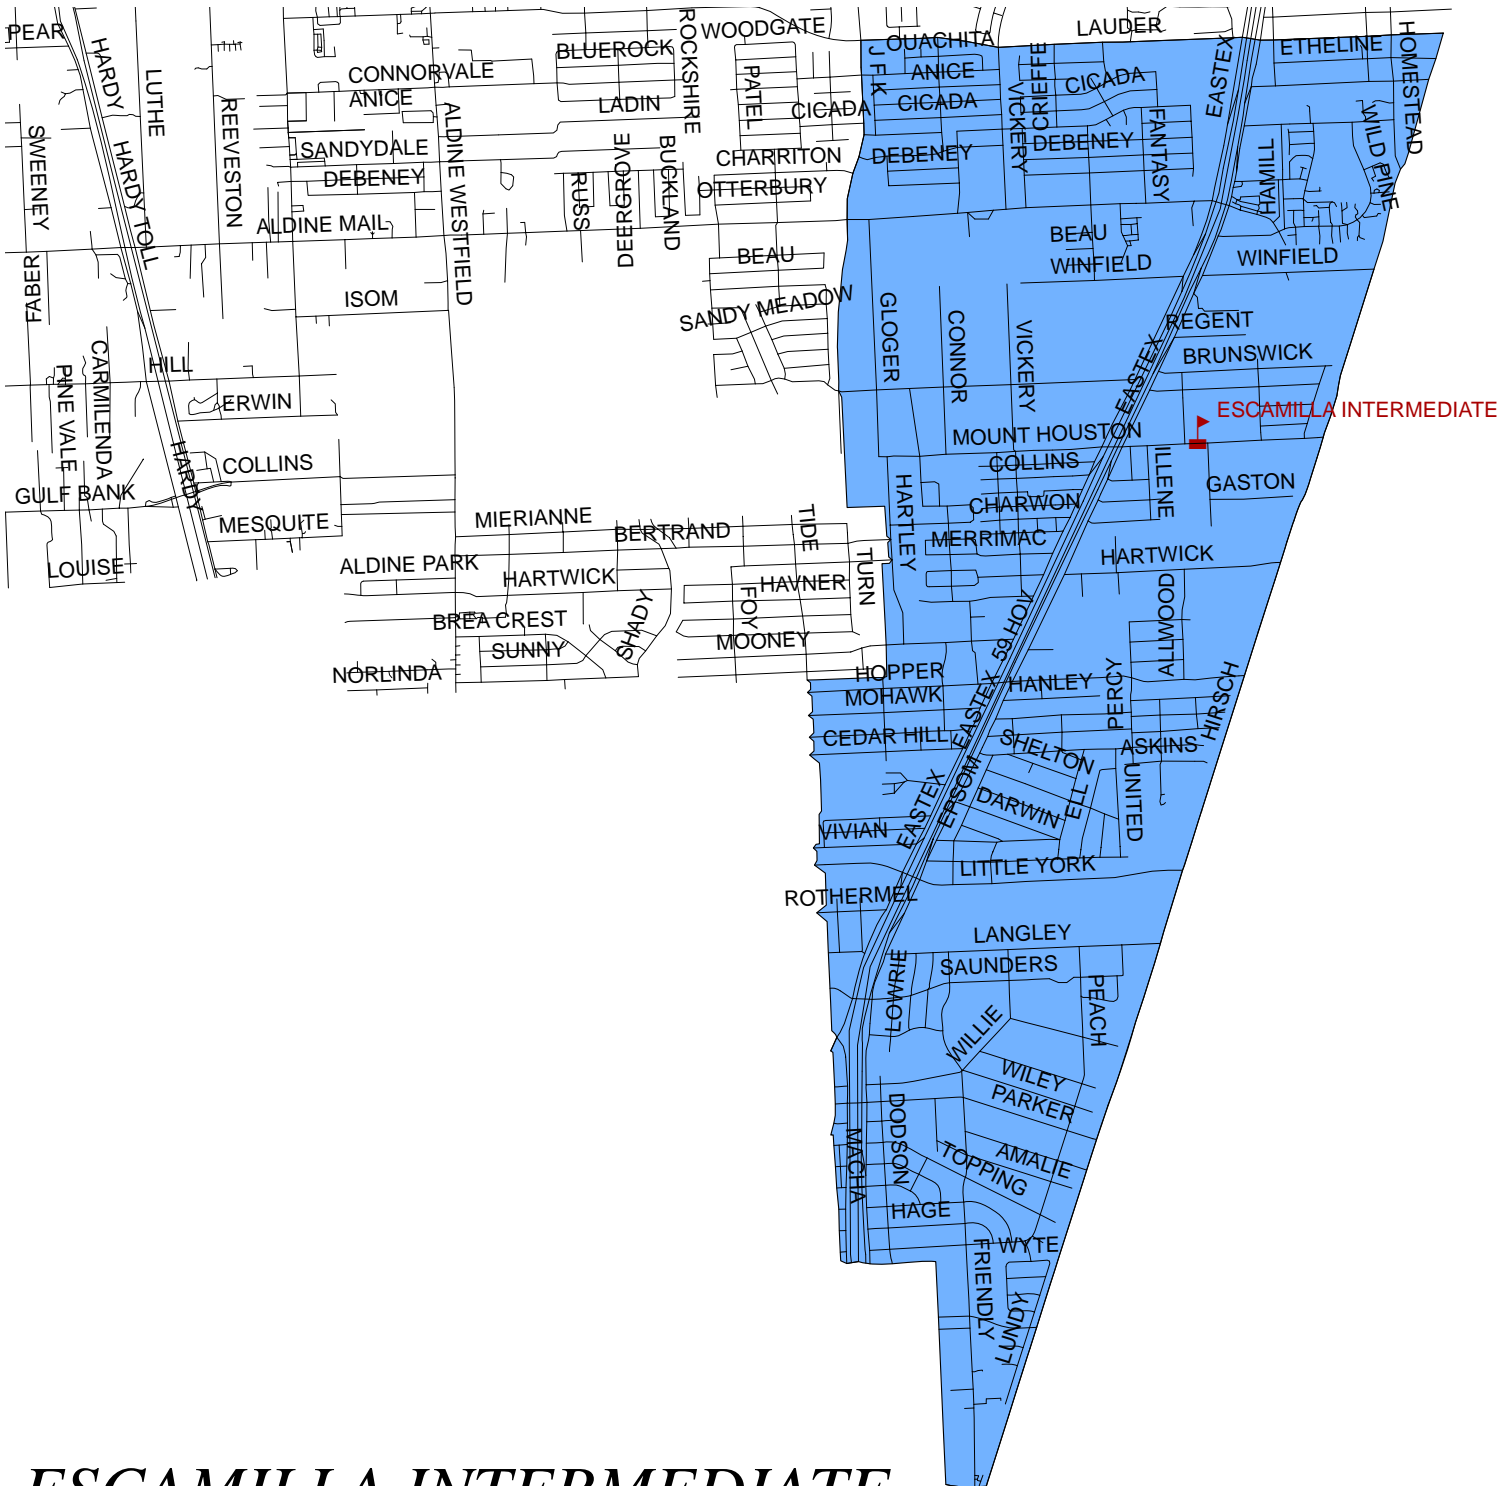 PEAR
HARDY
LUTHE
REEVESTON
CONNORVALE
ANICE
BLUEROCK
ROCKSHIRE
WOODGATE
PATEL
LADIN
CICADA
J F K
OUACHITA
ANICE
CICADA
VICKERY
CRIEFFE
LAUDER
CICADA
EASTEX
ETHELINE
HOMESTEAD
SWEENEY
HARDY TOLL
SANDYDALE
DEBENEY
ALDINE MAIL
ALDINE WESTFIELD
RUSS
DEERGROVE
BUCKLAND
CHARRITON
OTTERBURY
DEBENEY
DEBENEY
FANTASY
HAMILL
WILD PINE
FABER
ISOM
BEAU
SANDY MEADOW
BEAU
WINFIELD
WINFIELD
GLOGER
CONNOR
VICKERY
REGENT
BRUNSWICK
EASTEX
PINE VALE
CARMILENDA
HILL
ERWIN
ESCAMILLA INTERMEDIATE
MOUNT HOUSTON
COLLINS
COLLINS
HARDY
GULF BANK
MESQUITE
LOUISE
MIERIANNE
BERTRAND
TIDE
TURN
HARTLEY
CHARWON
MERRIMAC
ILLENE
GASTON
HARTWICK
ALDINE PARK
HARTWICK
HAVNER
FOY
BREA CREST
SUNNY
SHADY
MOONEY
NORLINDA
59 HOV
ALLWOOD
HOPPER
MOHAWK
HANLEY
PERCY
HIRSCH
EASTEX
CEDAR HILL
SHELTON
ASKINS
EASTEX
EPSOM
DARWIN
ELL
UNITED
VIVIAN
LITTLE YORK
ROTHERMEL
LANGLEY
SAUNDERS
LOWRIE
PEACH
WILLIE
WILEY
PARKER
DODSON
MACHA
AMALIE
TOPPING
HAGE
WYTE
FRIENDLY
LUNDY
ESCAMILLA INTERMEDIATE